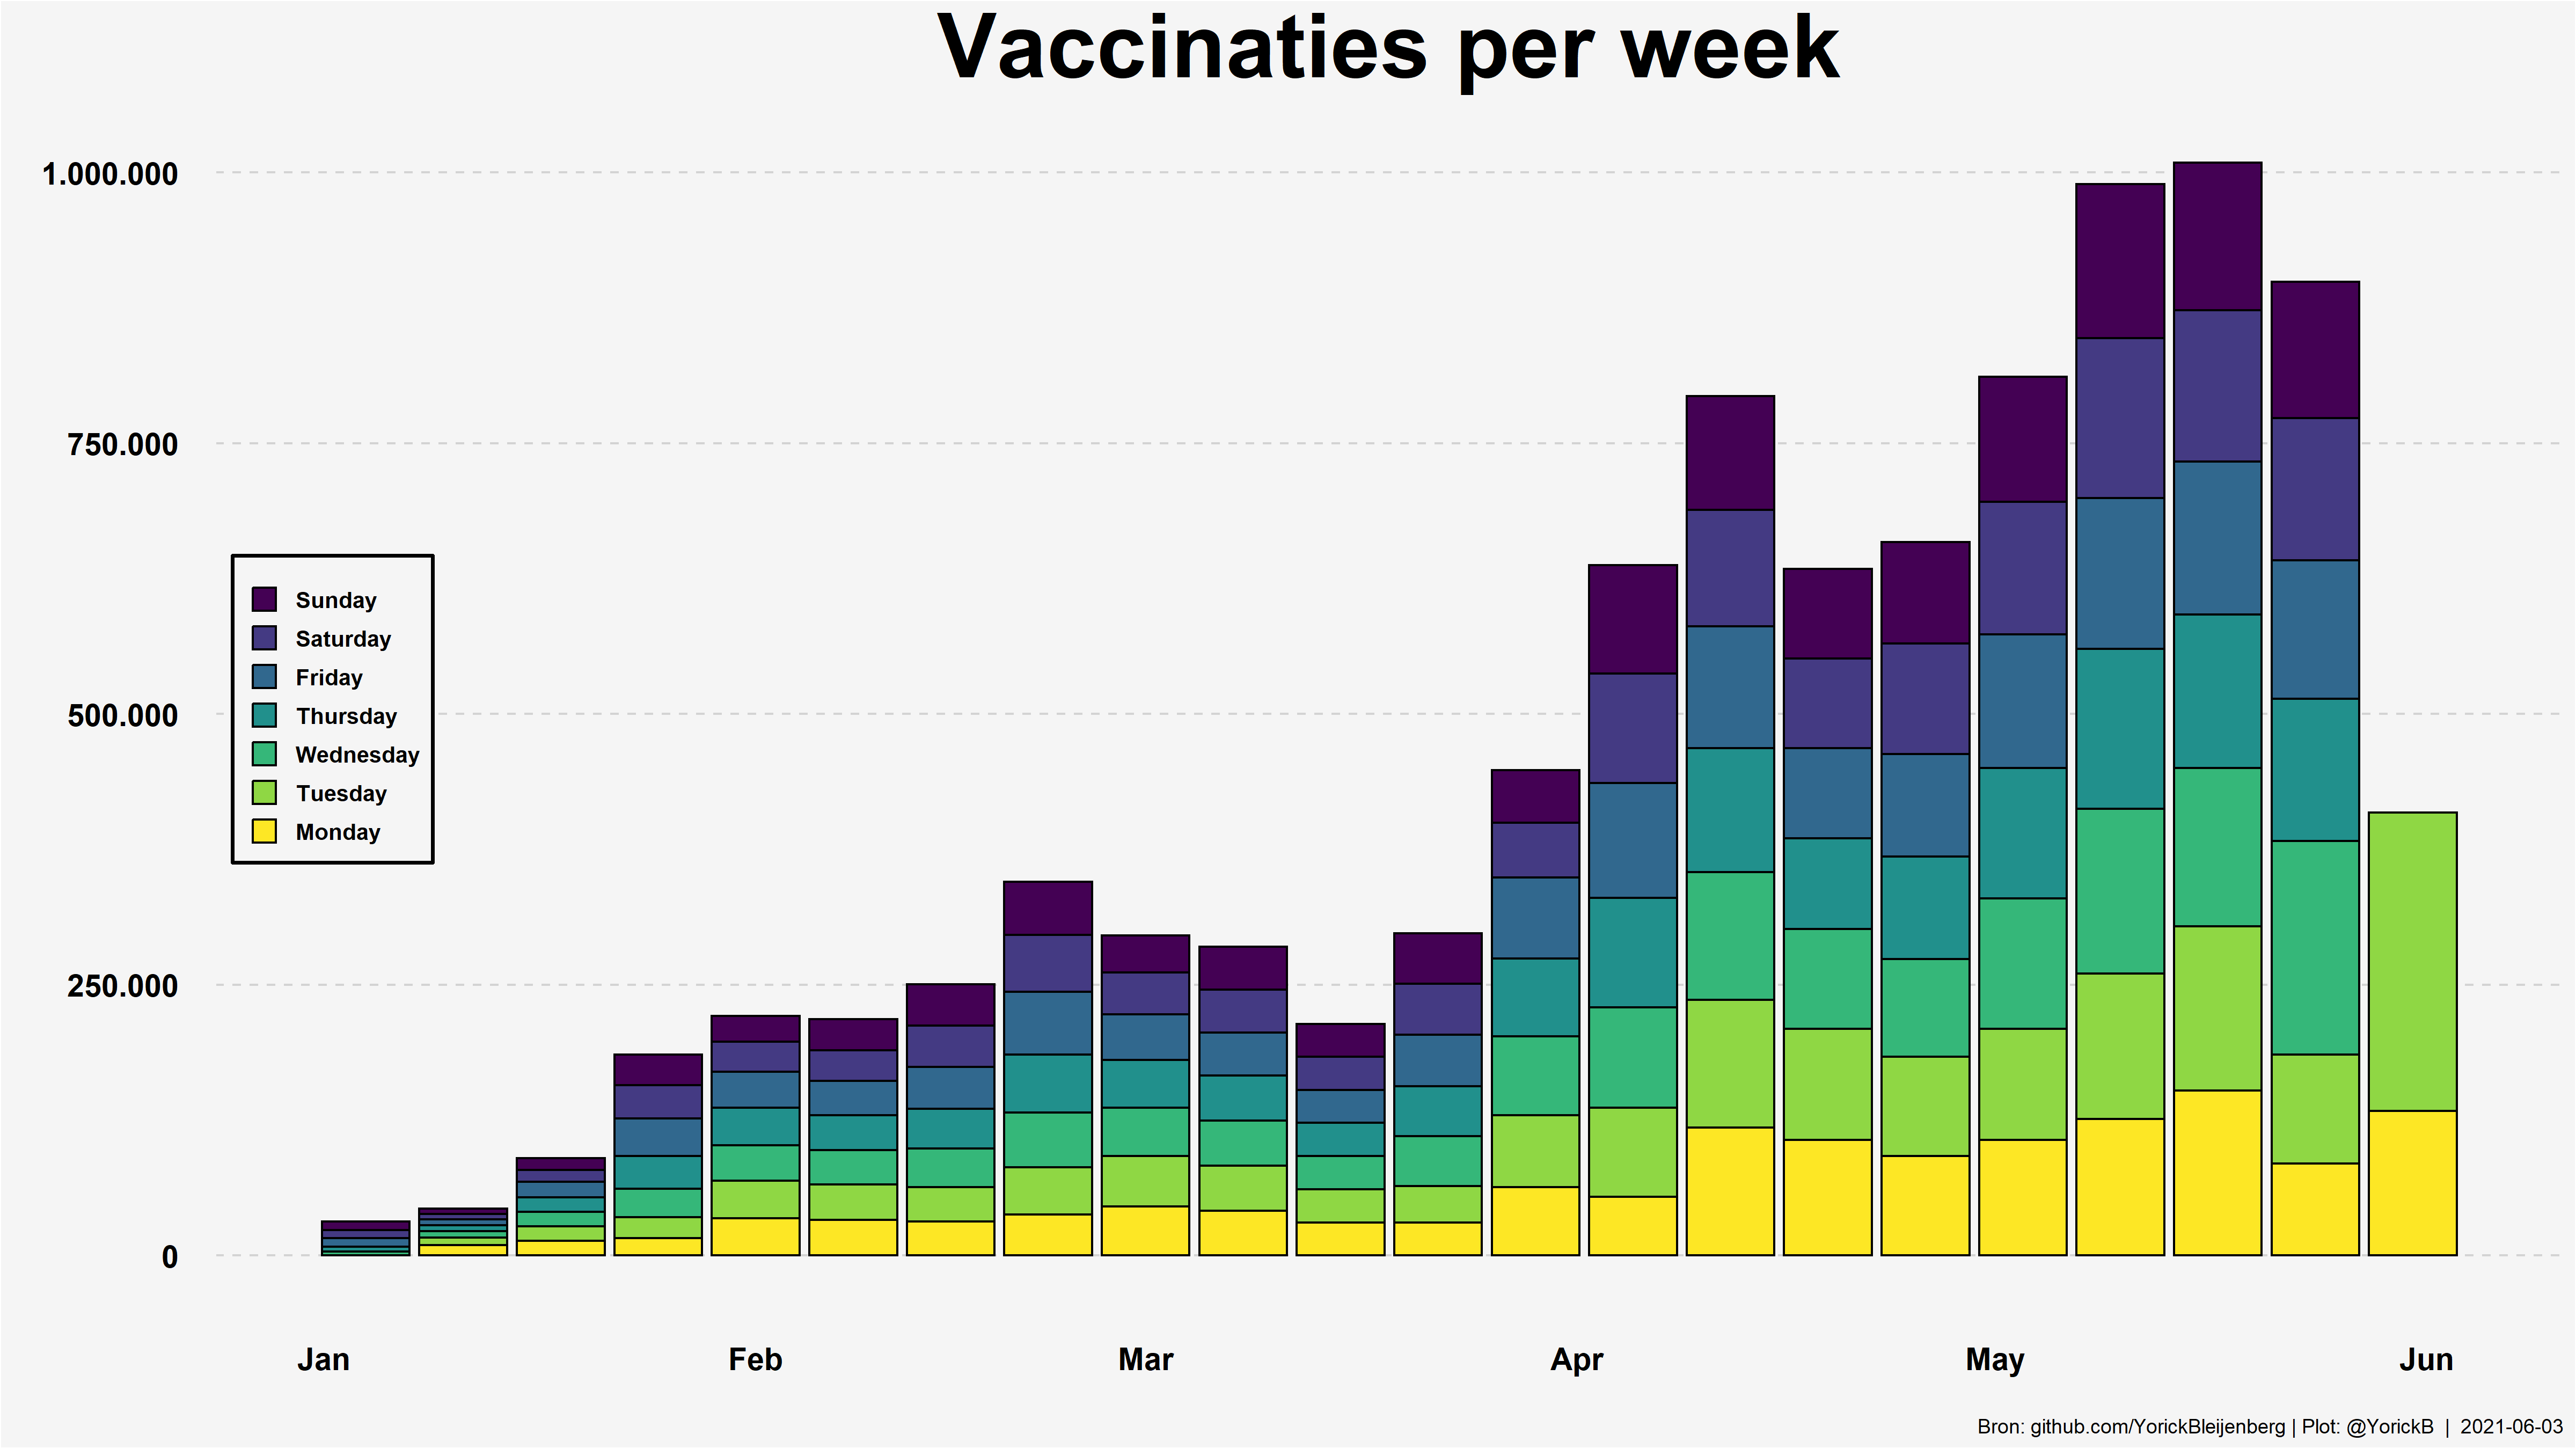 Vaccinaties per week
1.000.000
750.000
500.000
250.000
0
Sunday
Saturday
Friday
Thursday
Wednesday
Tuesday
Monday
Jan Feb Mar Apr May Jun
Bron: github.com/YorickBleijenberg | Plot: @YorickB | 2021-06-03